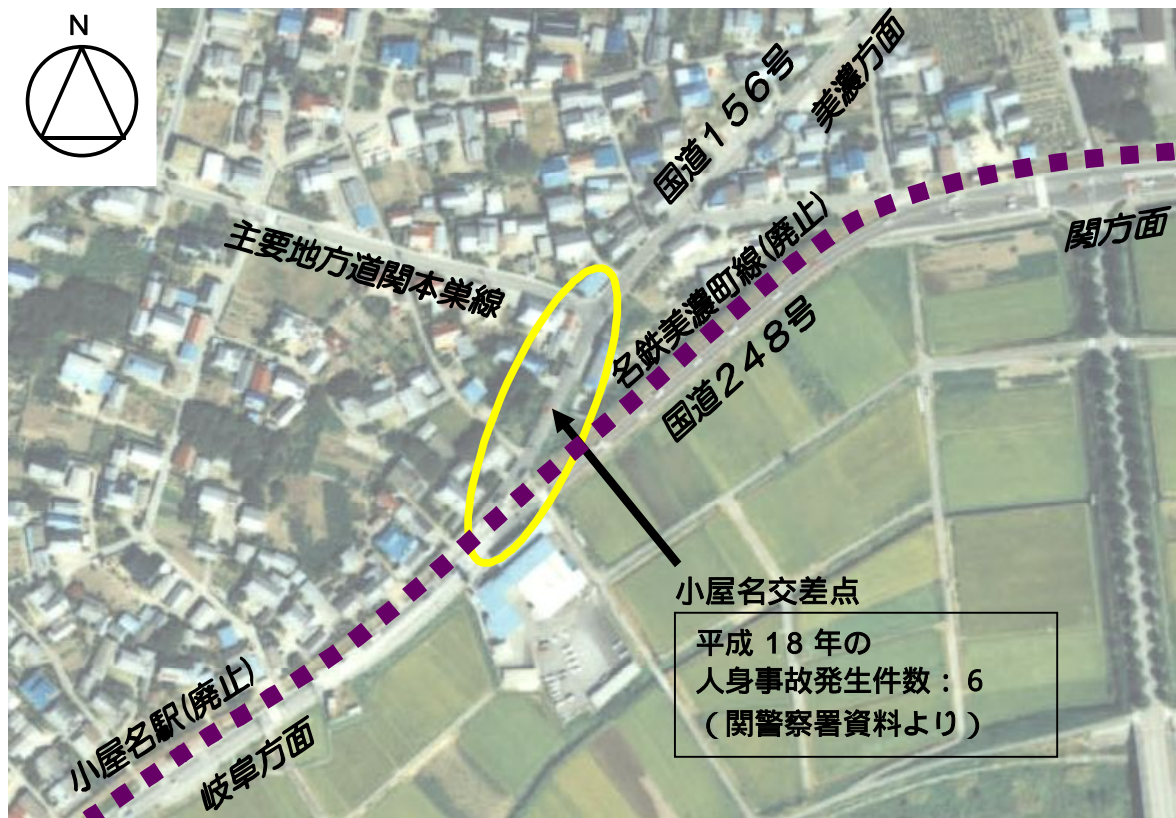 N
国道156号
美濃方面
主要地方道関本巣線
名鉄美濃町線(廃止)
国道248号
関方面
小屋名交差点
平成 18 年の
人身事故発生件数：6
（関警察署資料より）
小屋名駅(廃止)
岐阜方面